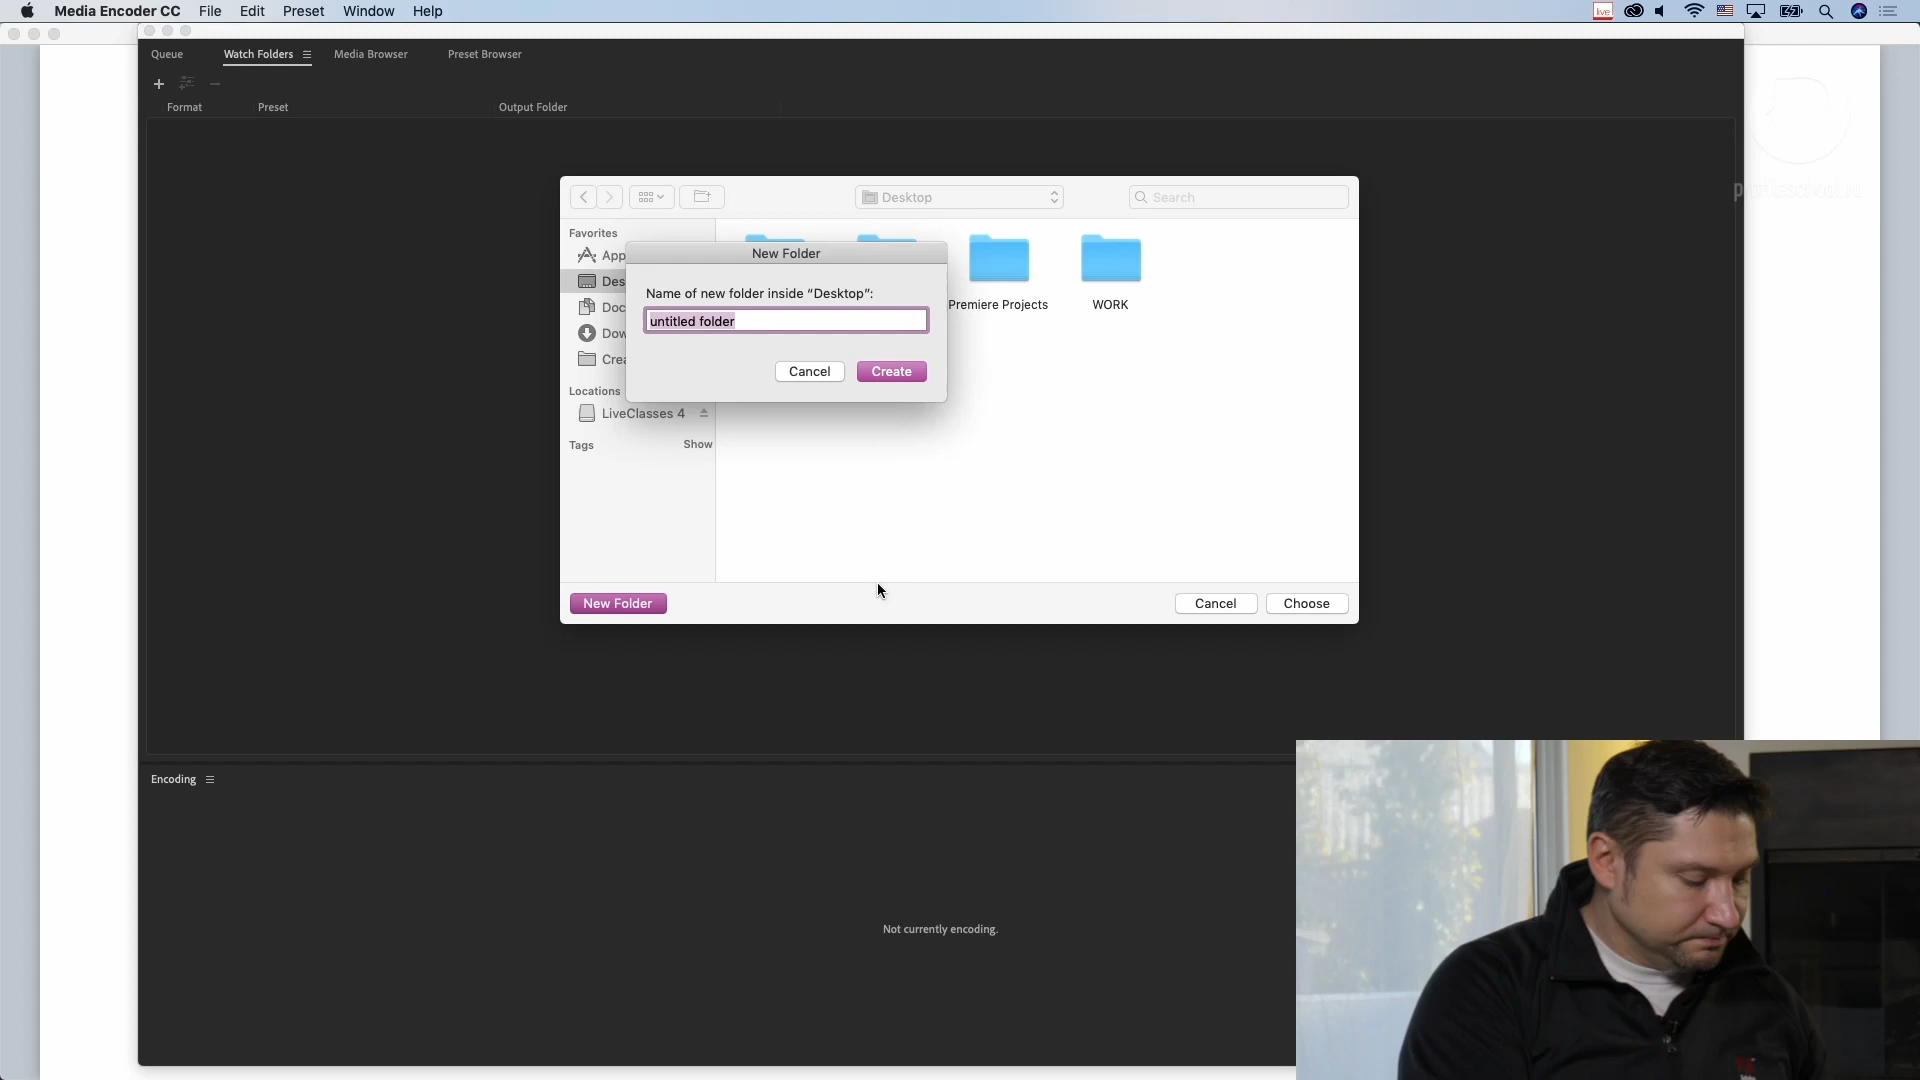 Media Encoder CC File Edit Preset Window Help
live
Queue Watch Folders Media Browser Preset Browser
Format Preset Output Folder
Desktop
Search
Favorites
App
Des
Doc
Dow
Crea
Locations
LiveClasses 4
Tags Show
New Folder
Name of new folder inside “Desktop”:
untitled folder
Cancel Create
Premiere Projects WORK
New Folder Cancel Choose
Encoding
Not currently encoding.